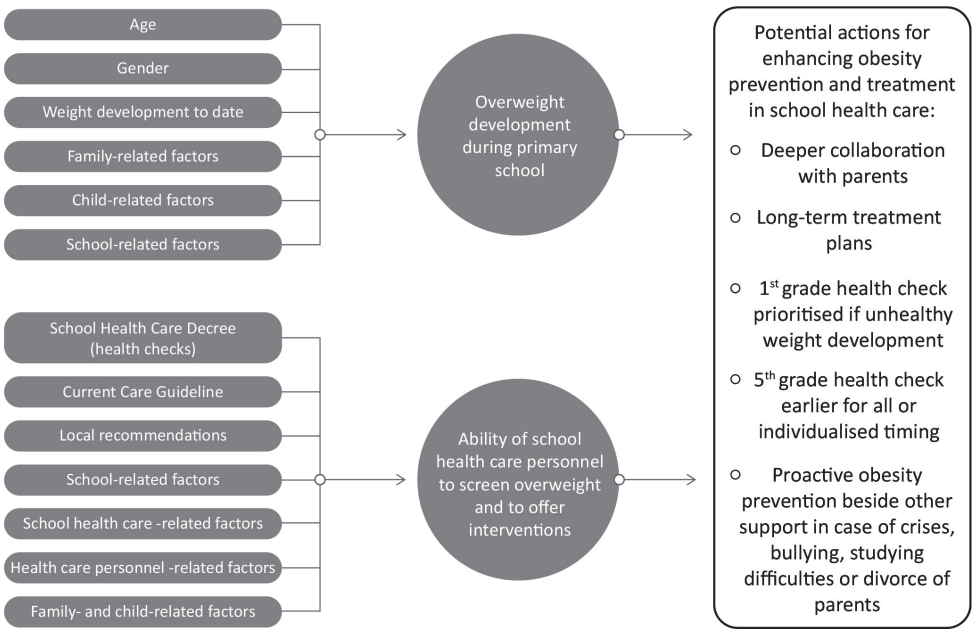 Age
Gender
Weight development to date
Family-related factors
Child-related factors
School-related factors
Overweight
development
during primary
school
School Health Care Decree
(health checks)
Current Care Guideline
Local recommendations
School-related factors
School health care -related factors
Health care personnel -related factors
Family- and child-related factors
Ability of school
health care personnel
to screen overweight
and to offer
interventions
Potential actions for
enhancing obesity
prevention and treatment
in school health care:
Deeper collaboration
with parents
Long-term treatment
plans
1st grade health check
prioritised if unhealthy
weight development
5th grade health check
earlier for all or
individualised timing
Proactive obesity
prevention beside other
support in case of crises,
bullying, studying
difficulties or divorce of
parents